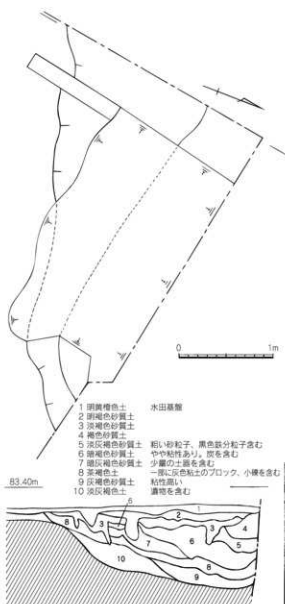 0 1m
1 明黄橙色土 水田基盤
2 明褐色砂質土
3 淡褐色砂質土
4 褐色砂質土
5 淡灰褐色砂質土 粗い砂粒子、黒色鉄分粒子含む
6 暗褐色砂質土 やや粘性あり。炭を含む
7 暗灰褐色砂質土 少量の土器を含む
8 茶褐色土 一部に灰色粘土のブロック、小礫を含む
9 灰褐色砂質土 粘性高い
10 淡灰褐色土 遺物を含む
83.40m
6
1
2
8 3 3 4
7 6 5
10 8
9